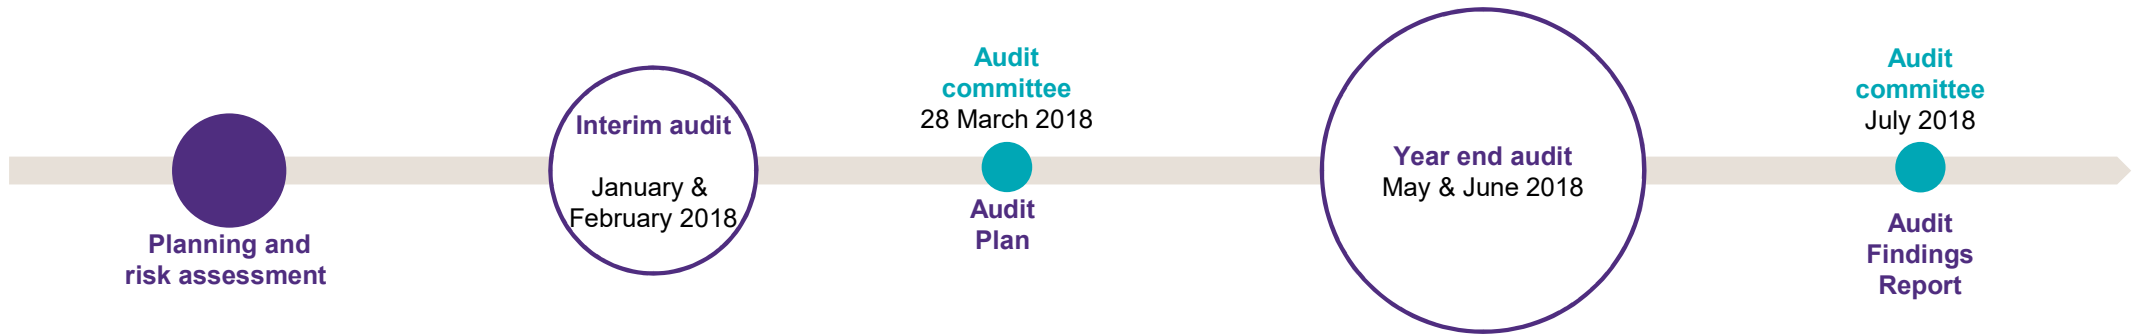 Planning and
risk assessment
Interim audit
January &
February 2018
Audit
committee
28 March 2018
Audit
Plan
Year end audit
May & June 2018
Audit
committee
July 2018
Audit
Findings
Report